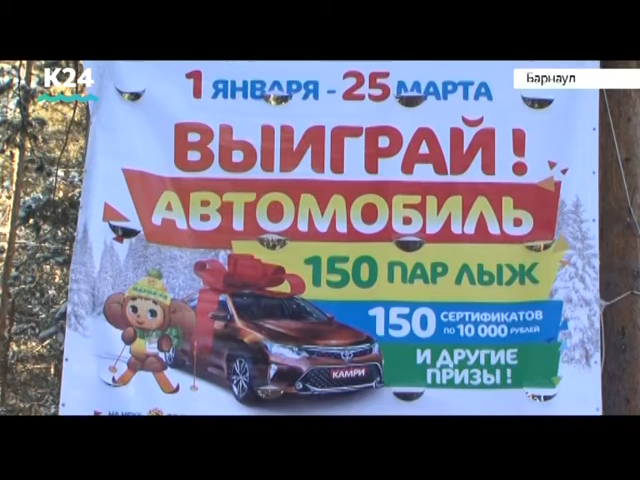 К24
Барнаул
1 ЯНВАРЯ - 25 МАРТА
ВЫИГРАЙ!
АВТОМОБИЛЬ
150 ПАР ЛЫЖ
150 СЕРТИФИКАТОВ
ПО 10 000 РУБЛЕЙ
И ДРУГИЕ
ПРИЗЫ!
КАМРИ